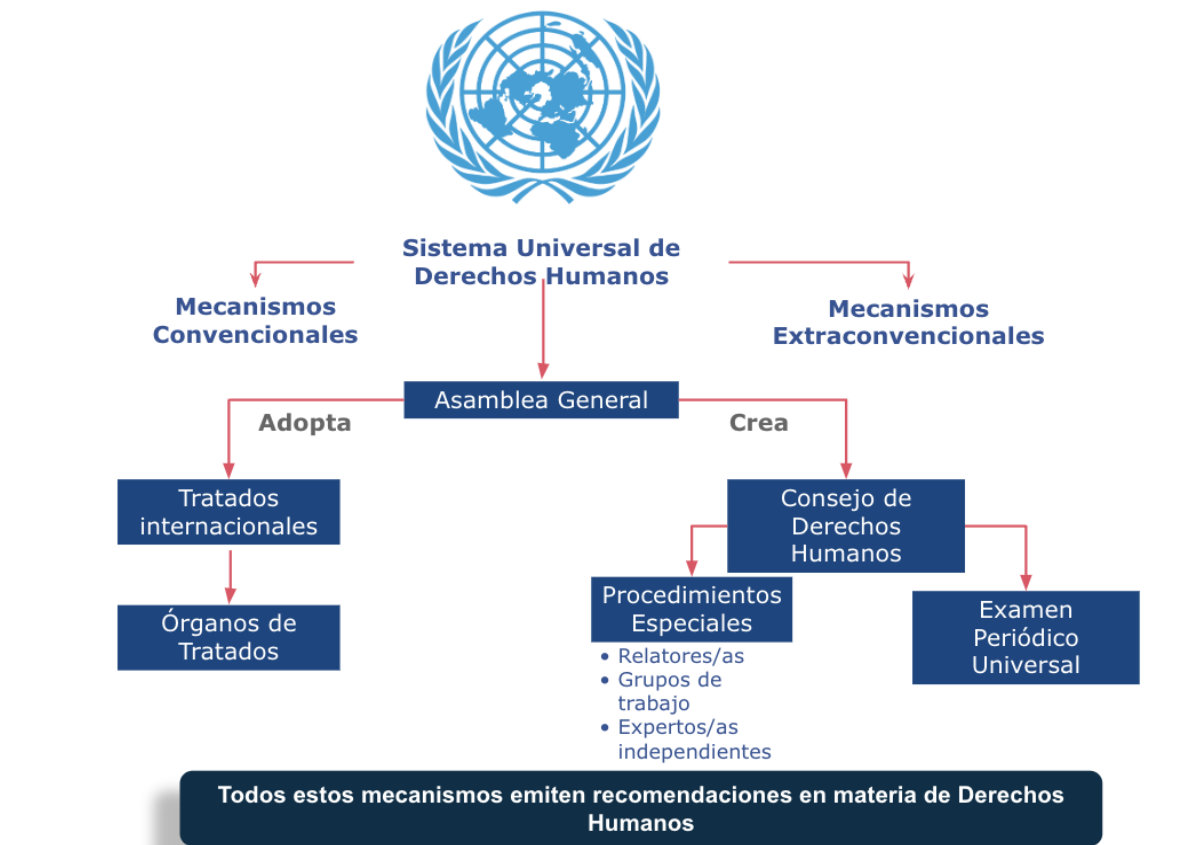 Sistema Universal de
Derechos Humanos
Mecanismos
Convencionales
Mecanismos
Extraconvencionales
Asamblea General
Adopta
Crea
Tratados
internacionales
Consejo de
Derechos
Humanos
Órganos de
Tratados
Procedimientos
Especiales
• Relatores/as
• Grupos de
trabajo
• Expertos/as
independientes
Examen
Periódico
Universal
Todos estos mecanismos emiten recomendaciones en materia de Derechos
Humanos